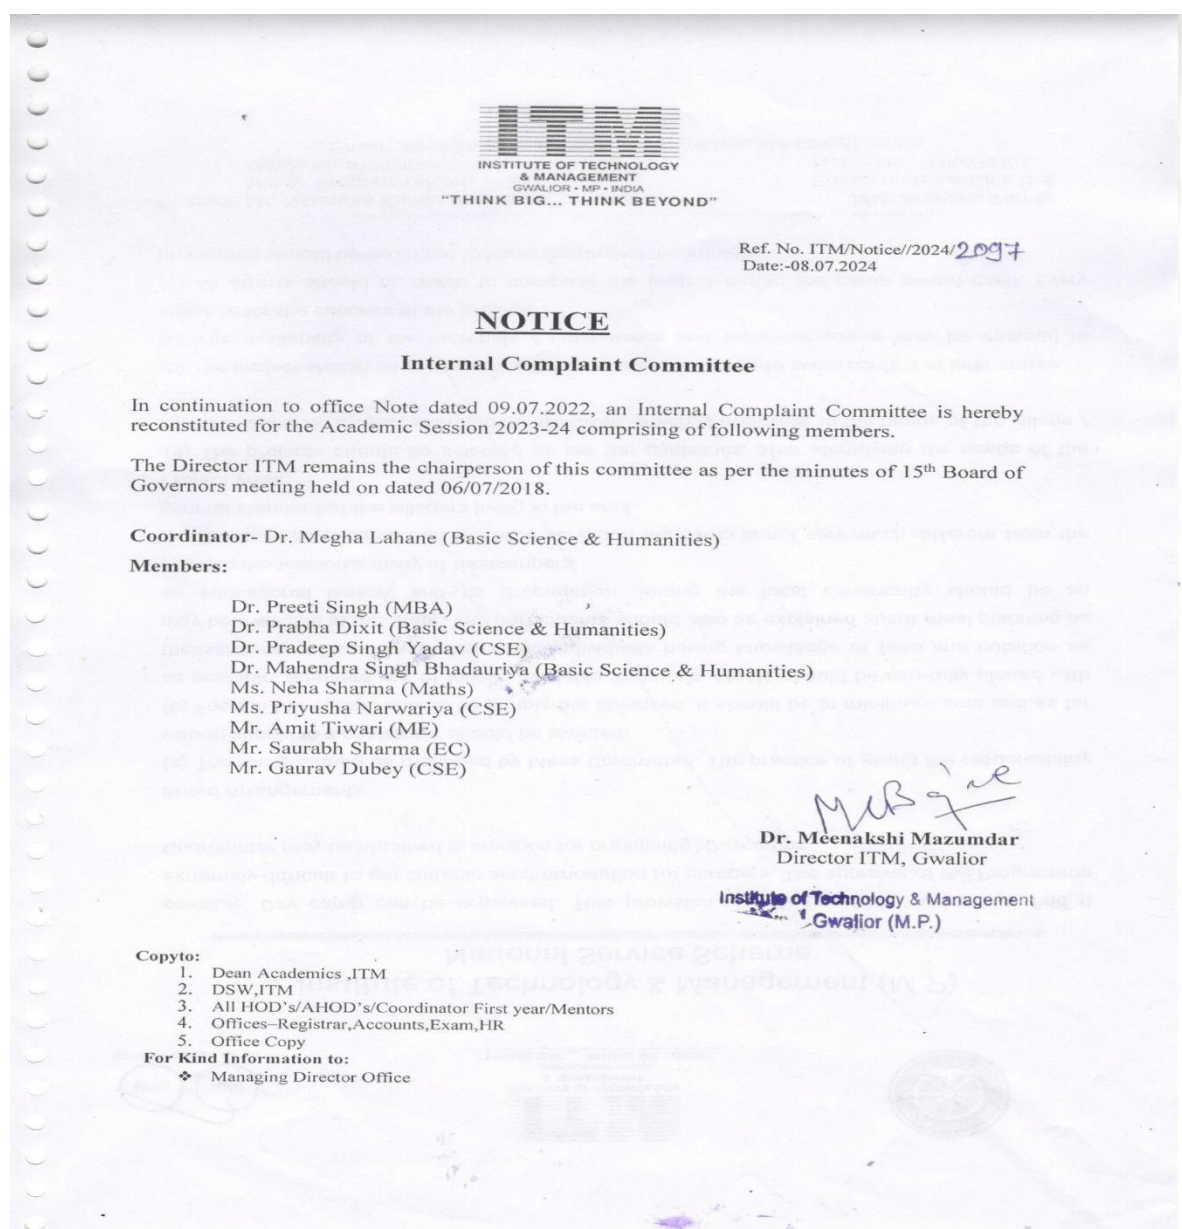 ITM
INSTITUTE OF TECHNOLOGY
& MANAGEMENT
GWALIOR • MP • INDIA
"THINK BIG... THINK BEYOND"
Ref. No. ITM/Notice//2024/2097
Date:-08.07.2024
NOTICE
Internal Complaint Committee
In continuation to office Note dated 09.07.2022, an Internal Complaint Committee is hereby
reconstituted for the Academic Session 2023-24 comprising of following members.
The Director ITM remains the chairperson of this committee as per the minutes of 15th Board of
Governors meeting held on dated 06/07/2018.
Coordinator- Dr. Megha Lahane (Basic Science & Humanities)
Members:
Dr. Preeti Singh (MBA)
Dr. Prabha Dixit (Basic Science & Humanities)
Dr. Pradeep Singh Yadav (CSE)
Dr. Mahendra Singh Bhadauriya (Basic Science & Humanities)
Ms. Neha Sharma (Maths)
Ms. Priyusha Narwariya (CSE)
Mr. Amit Tiwari (ME)
Mr. Saurabh Sharma (EC)
Mr. Gaurav Dubey (CSE)
Dr. Meenakshi Mazumdar
Director ITM, Gwalior
Institute of Technology & Management
Gwalior (M.P.)
Copyto:
1. Dean Academics ,ITM
2. DSW,ITM
3. All HOD's/AHOD's/Coordinator First year/Mentors
4. Offices–Registrar,Accounts,Exam,HR
5. Office Copy
For Kind Information to:
❖ Managing Director Office